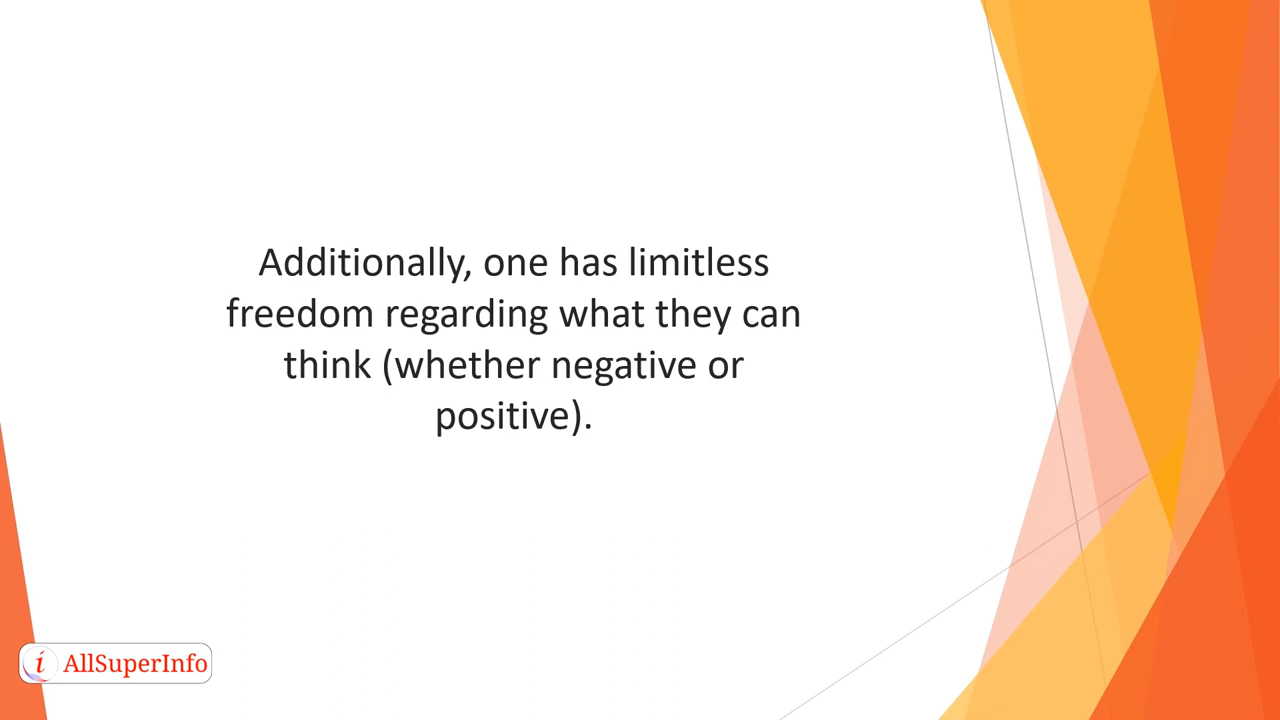 Additionally, one has limitless
freedom regarding what they can
think (whether negative or
positive).
i AllSuperInfo